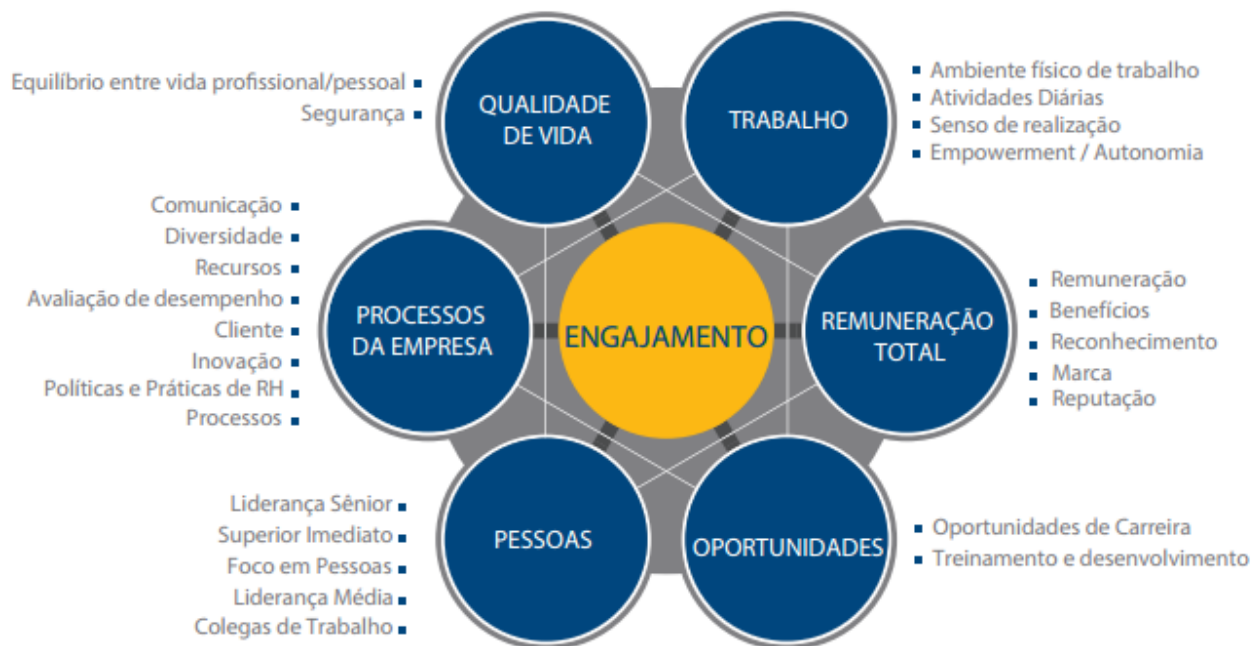 Equilíbrio entre vida profissional/pessoal
Segurança
QUALIDADE
DE VIDA
TRABALHO
Ambiente físico de trabalho
Atividades Diárias
Senso de realização
Empowerment / Autonomia
Comunicação
Diversidade
Recursos
Avaliação de desempenho
Cliente
Inovação
Políticas e Práticas de RH
Processos
PROCESSOS
DA EMPRESA
ENGAJAMENTO
REMUNERAÇÃO
TOTAL
Remuneração
Benefícios
Reconhecimento
Marca
Reputação
Liderança Sênior
Superior Imediato
Foco em Pessoas
Liderança Média
Colegas de Trabalho
PESSOAS
OPORTUNIDADES
Oportunidades de Carreira
Treinamento e desenvolvimento